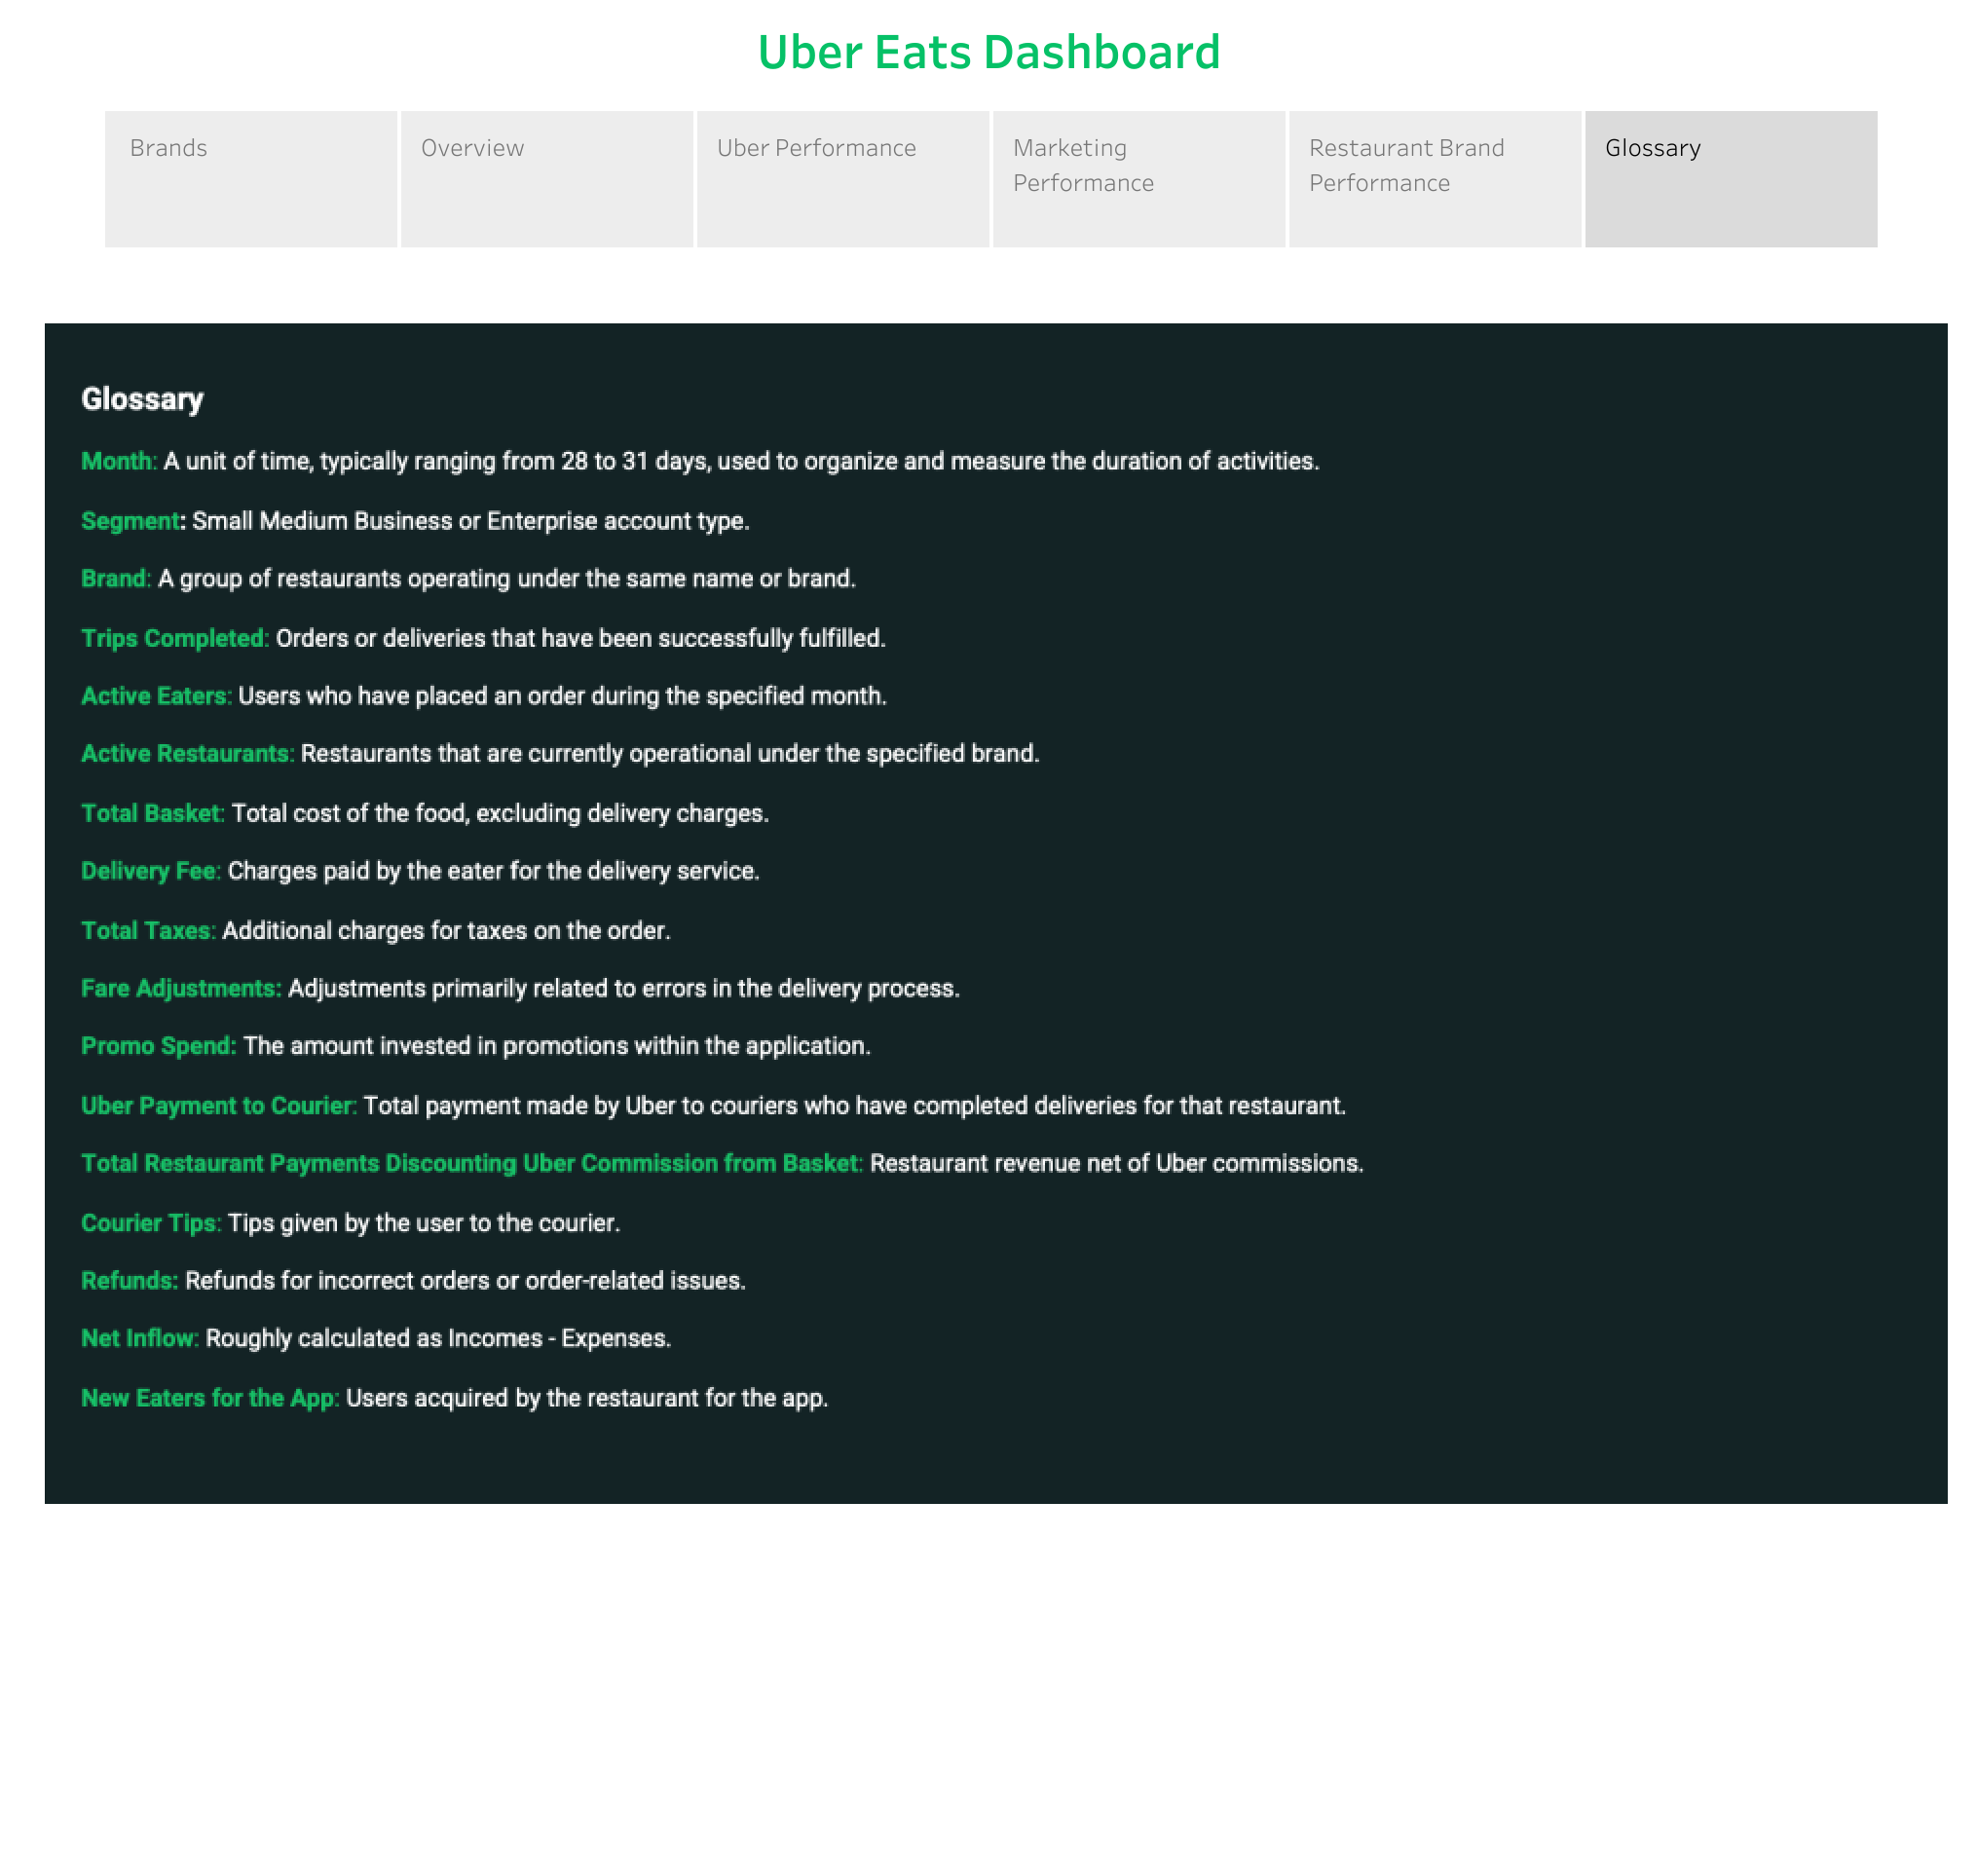 Uber Eats Dashboard
Brands
Overview
Uber Performance
Marketing
Performance
Restaurant Brand
Performance
Glossary
Glossary
Month: A unit of time, typically ranging from 28 to 31 days, used to organize and measure the duration of activities.
Segment: Small Medium Business or Enterprise account type.
Brand: A group of restaurants operating under the same name or brand.
Trips Completed: Orders or deliveries that have been successfully fulfilled.
Active Eaters: Users who have placed an order during the specified month.
Active Restaurants: Restaurants that are currently operational under the specified brand.
Total Basket: Total cost of the food, excluding delivery charges.
Delivery Fee: Charges paid by the eater for the delivery service.
Total Taxes: Additional charges for taxes on the order.
Fare Adjustments: Adjustments primarily related to errors in the delivery process.
Promo Spend: The amount invested in promotions within the application.
Uber Payment to Courier: Total payment made by Uber to couriers who have completed deliveries for that restaurant.
Total Restaurant Payments Discounting Uber Commission from Basket: Restaurant revenue net of Uber commissions.
Courier Tips: Tips given by the user to the courier.
Refunds: Refunds for incorrect orders or order-related issues.
Net Inflow: Roughly calculated as Incomes - Expenses.
New Eaters for the App: Users acquired by the restaurant for the app.